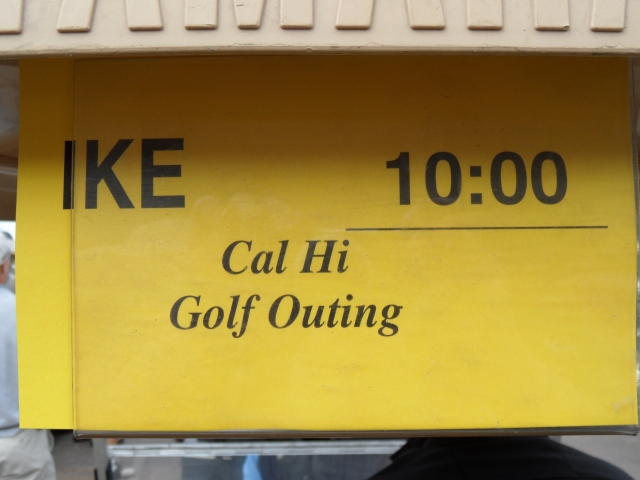 IKE 10:00
Cal Hi
Golf Outing